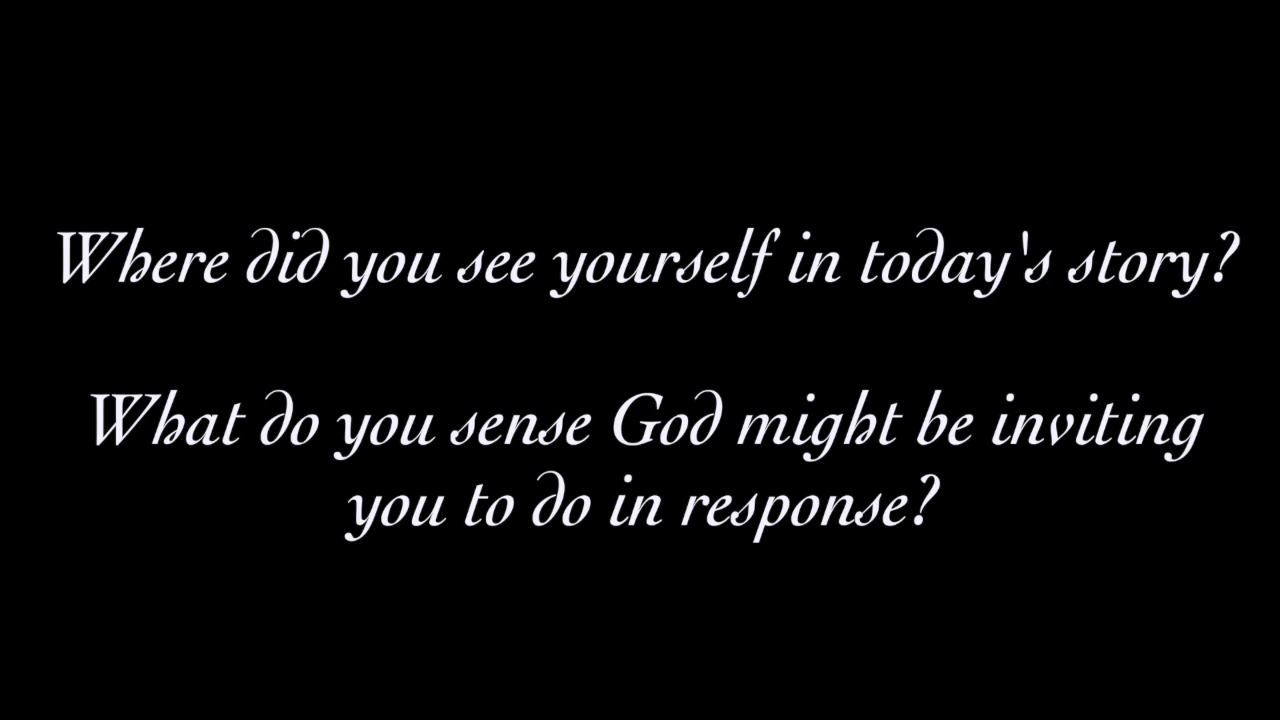 Where did you see yourself in today's story?
What do you sense God might be inviting
you to do in response?